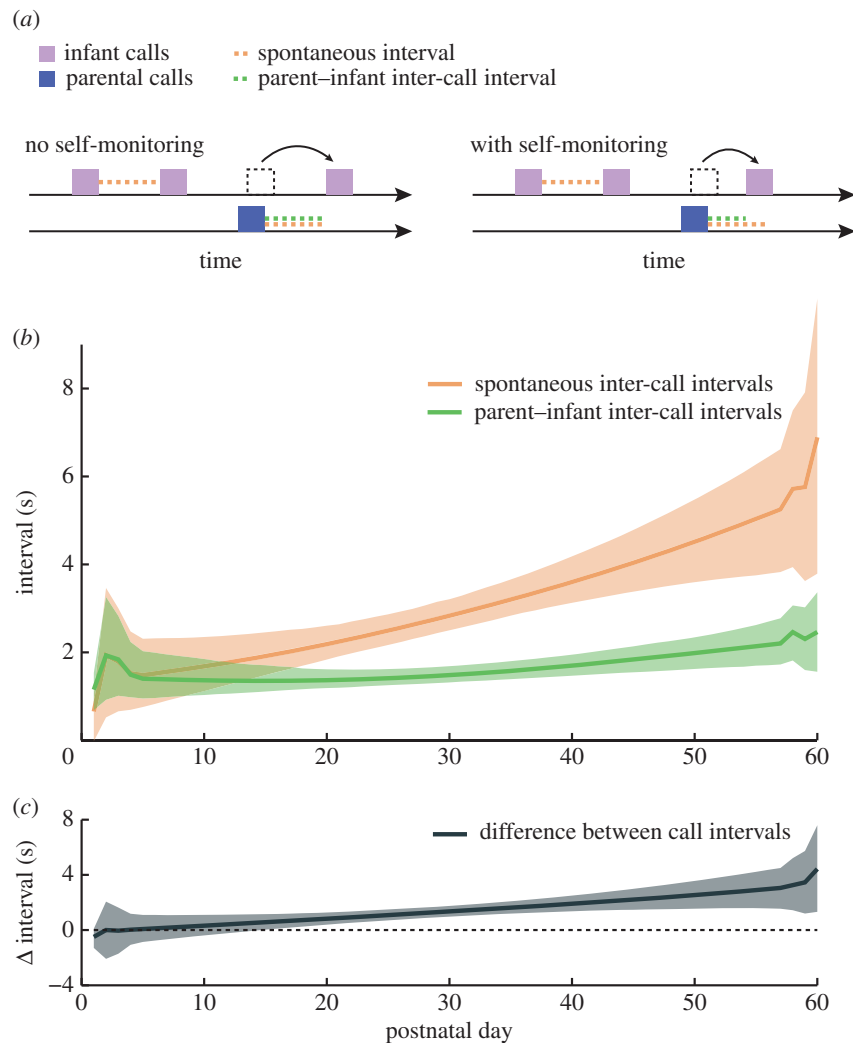 (a)
infant calls
spontaneous interval
parental calls
parent–infant inter-call interval
no self-monitoring
with self-monitoring
time
time
(b)
8
6
4
2
0
interval (s)
spontaneous inter-call intervals
parent–infant inter-call intervals
10
20
30
40
50
60
(c)
8
4
0
−4
Δ interval (s)
difference between call intervals
0
10
20
30
40
50
60
postnatal day